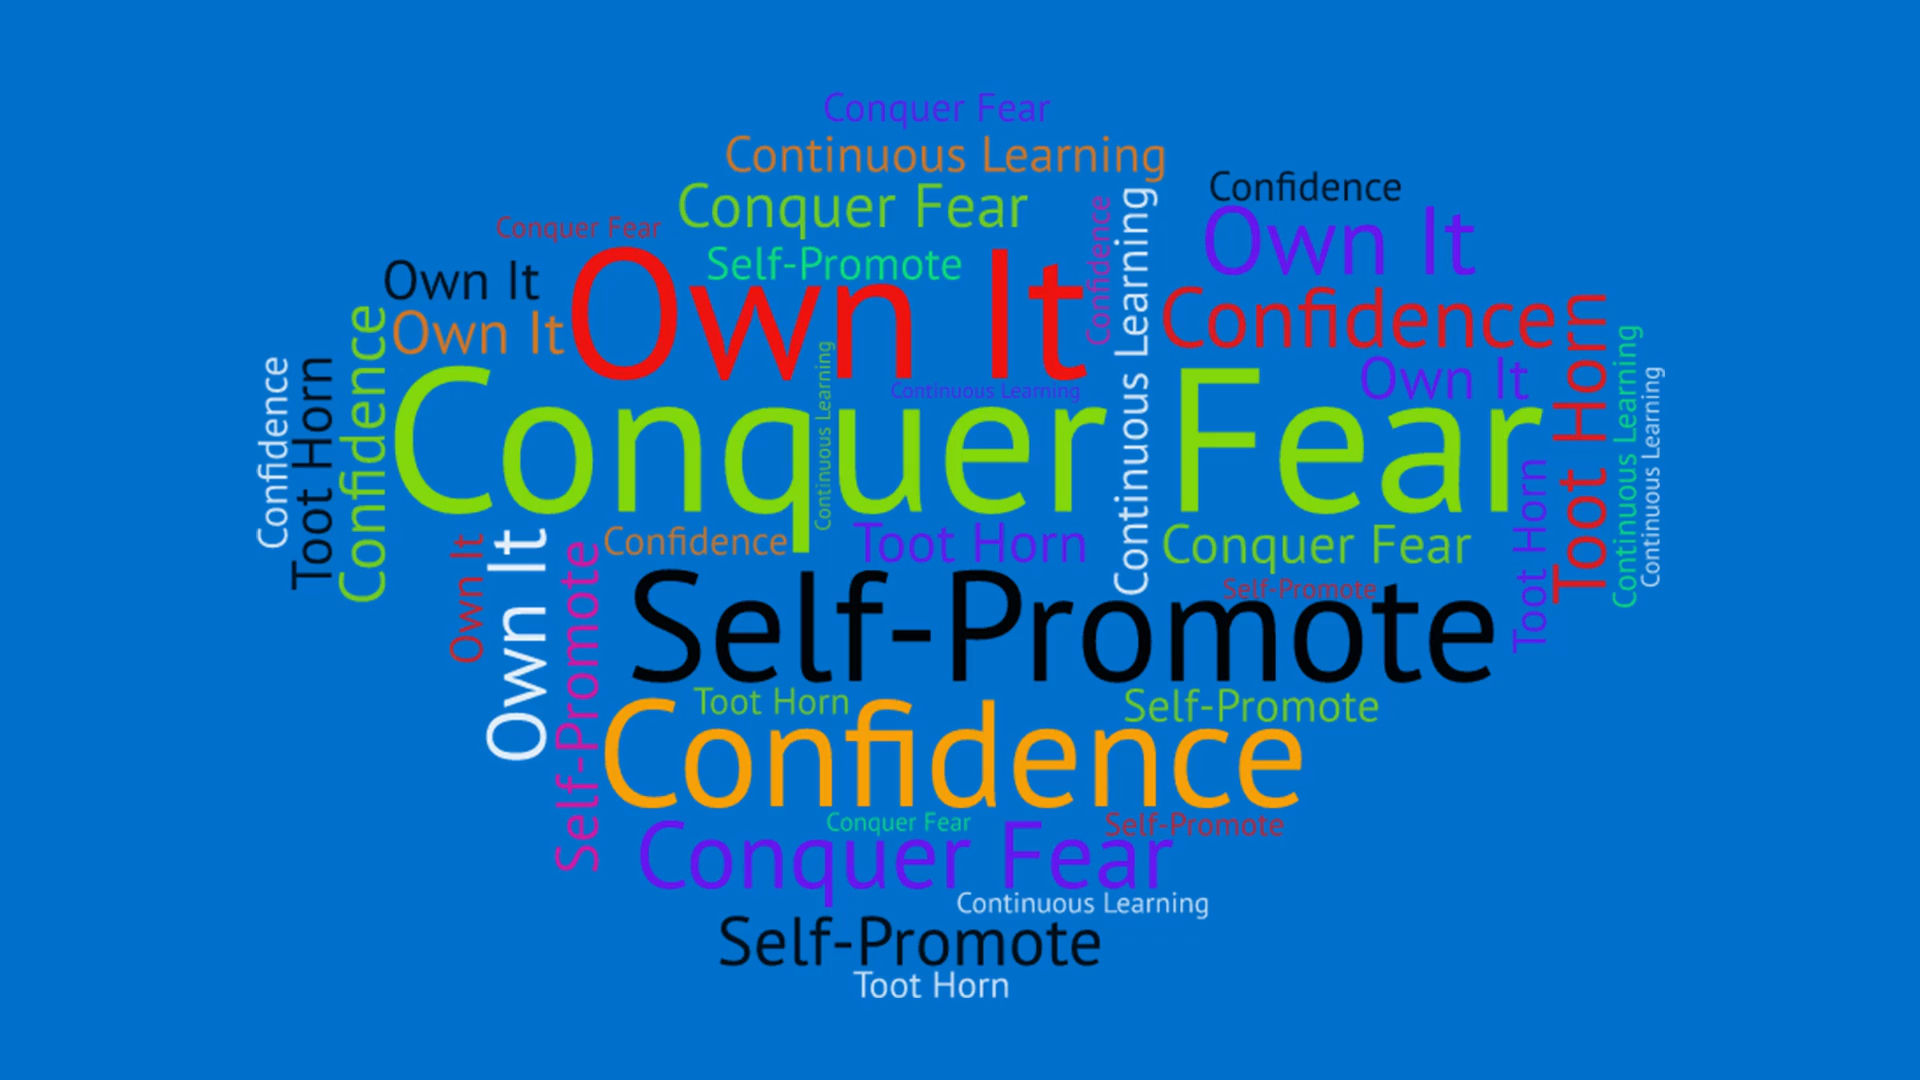 Conquer Fear
Continuous Learning
Confidence
Conquer Fear
Conquer Fear
Own It
Self-Promote
Confidence
Continuous Learning
Own It
Own It
Own It
Confidence
Own It
Confidence
Toot Horn
Confidence
Conquer Fear
Continuous Learning
Continuous Learning
Toot Horn
Continuous Learning
Continuous Learning
Own It
Own It
Self-Promote
Confidence
Toot Horn
Conquer Fear
Toot Horn
Self-Promote
Self-Promote
Toot Horn
Self-Promote
Confidence
Conquer Fear
Self-Promote
Conquer Fear
Continuous Learning
Self-Promote
Toot Horn